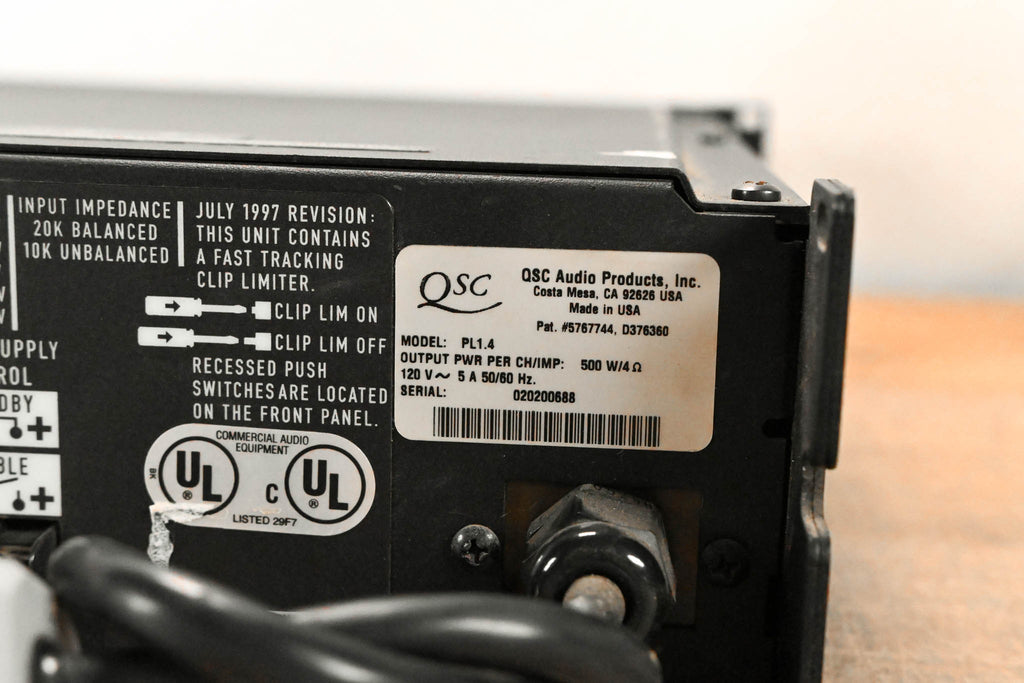 INPUT IMPEDANCE
20K BALANCED
10K UNBALANCED
JULY 1997 REVISION:
THIS UNIT CONTAINS
A FAST TRACKING
CLIP LIMITER.
CLIP LIM ON
CLIP LIM OFF
RECESSED PUSH
SWITCHES ARE LOCATED
ON THE FRONT PANEL.
UPPLY
ROL
DBY
BLE
COMMERCIAL AUDIO
EQUIPMENT
BK
UL
®
C
UL
®
LISTED 29F7
QSC
QSC Audio Products, Inc.
Costa Mesa, CA 92626 USA
Made in USA
Pat. #5767744, D376360
MODEL: PL1.4
OUTPUT PWR PER CH/IMP: 500 W/4 Ω
120 V~ 5 A 50/60 Hz.
SERIAL: 020200688